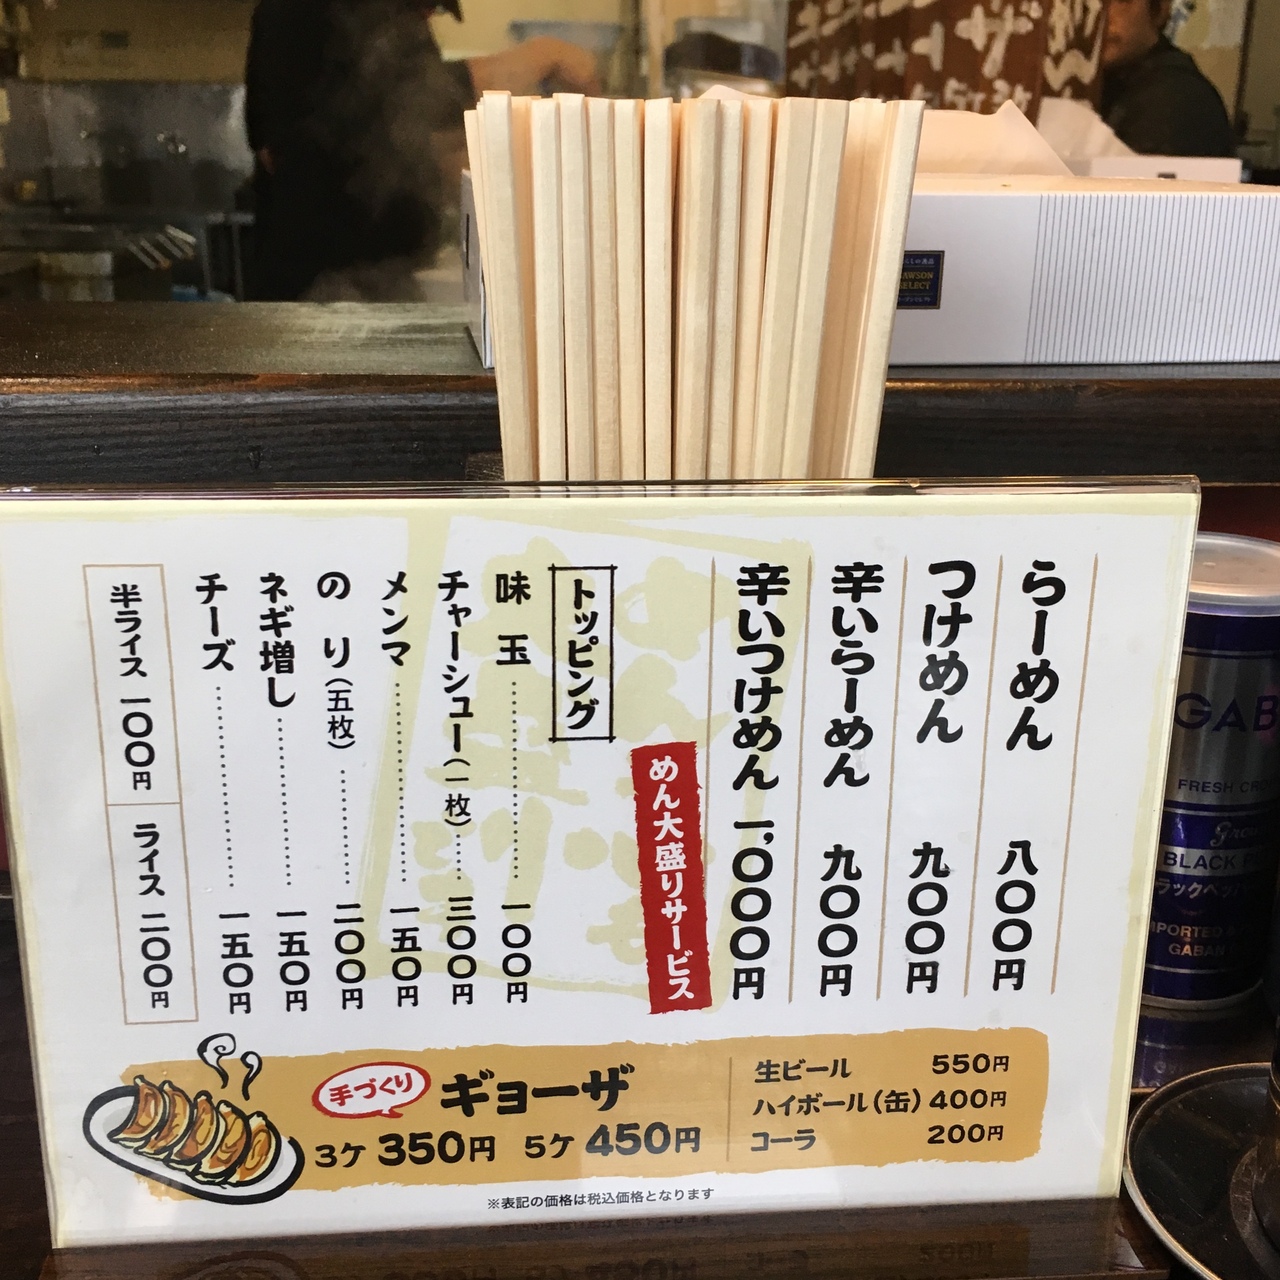 らーめん 八〇〇円
つけめん 九〇〇円
辛いらーめん 九〇〇円
辛いつけめん 一,〇〇〇円
めん大盛りサービス
トッピング
味玉 一〇〇円
チャーシュー(一枚) 三〇〇円
メンマ 一五〇円
のり(五枚) 二〇〇円
ネギ増し 一五〇円
チーズ 一五〇円
半ライス 一〇〇円
ライス 二〇〇円
手づくり
ギョーザ
3ケ 350円 5ケ 450円
生ビール 550円
ハイボール(缶) 400円
コーラ 200円
※表記の価格は税込価格となります
GAB
FRESH
BLACK
GABAN